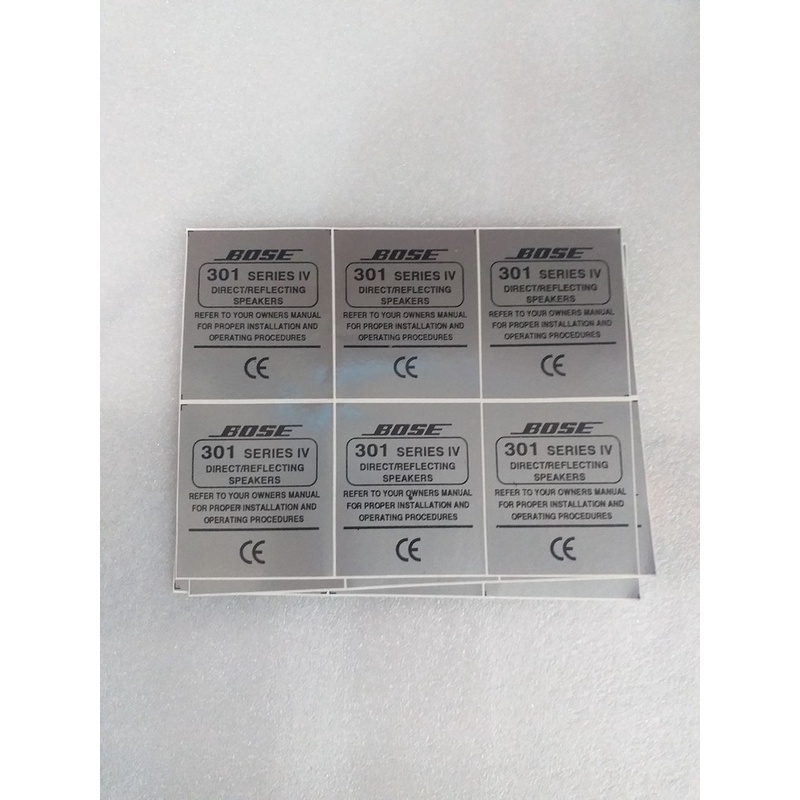 BOSE
301 SERIES IV
DIRECT/REFLECTING
SPEAKERS
REFER TO YOUR OWNERS MANUAL
FOR PROPER INSTALLATION AND
OPERATING PROCEDURES
CE
BOSE
301 SERIES IV
DIRECT/REFLECTING
SPEAKERS
REFER TO YOUR OWNERS MANUAL
FOR PROPER INSTALLATION AND
OPERATING PROCEDURES
CE
BOSE
301 SERIES IV
DIRECT/REFLECTING
SPEAKERS
REFER TO YOUR OWNERS MANUAL
FOR PROPER INSTALLATION AND
OPERATING PROCEDURES
CE
BOSE
301 SERIES IV
DIRECT/REFLECTING
SPEAKERS
REFER TO YOUR OWNERS MANUAL
FOR PROPER INSTALLATION AND
OPERATING PROCEDURES
CE
BOSE
301 SERIES IV
DIRECT/REFLECTING
SPEAKERS
REFER TO YOUR OWNERS MANUAL
FOR PROPER INSTALLATION AND
OPERATING PROCEDURES
CE
BOSE
301 SERIES IV
DIRECT/REFLECTING
SPEAKERS
REFER TO YOUR OWNERS MANUAL
FOR PROPER INSTALLATION AND
OPERATING PROCEDURES
CE